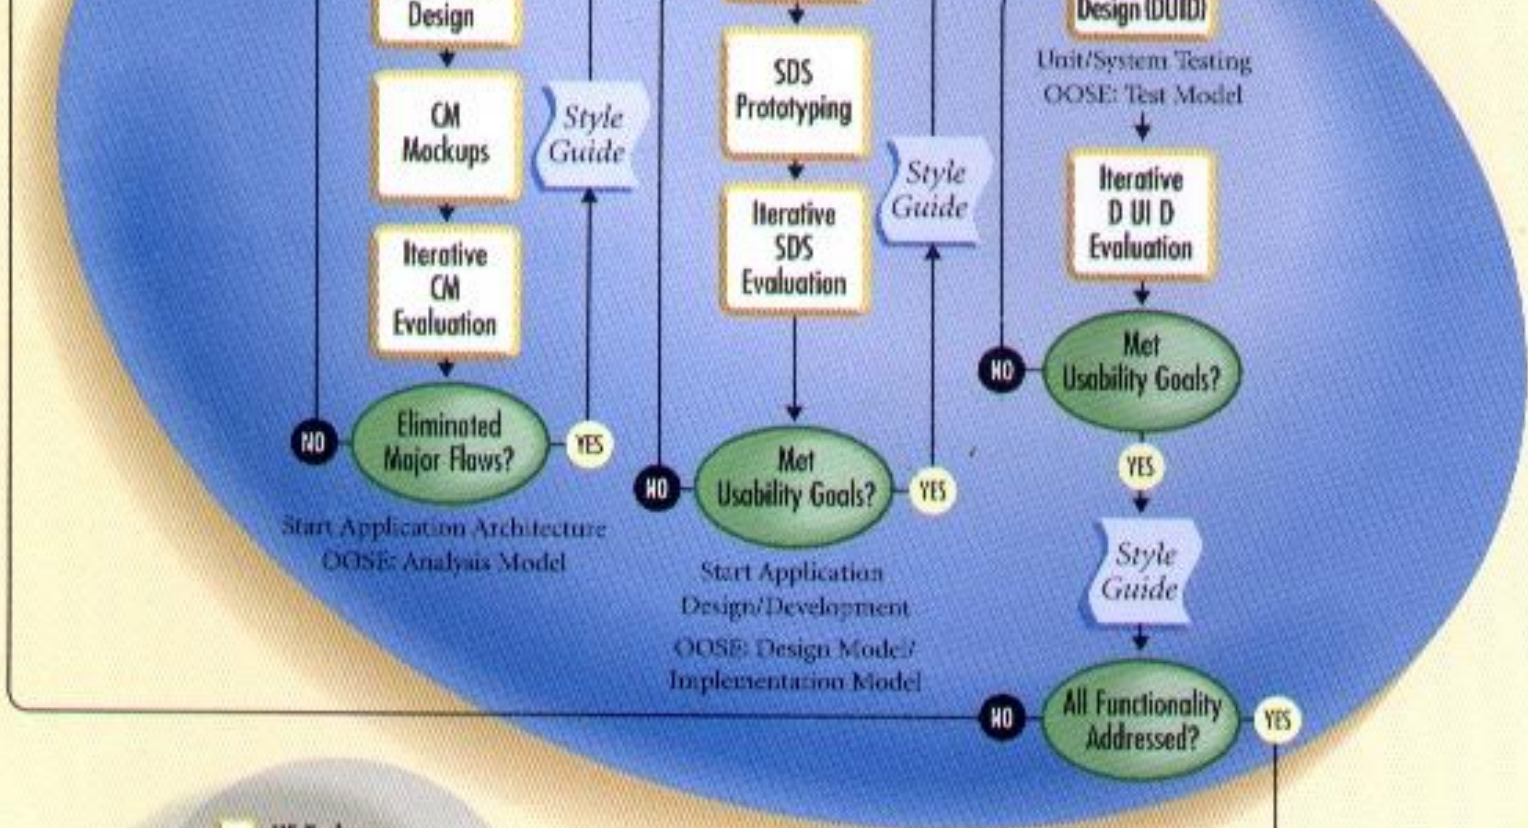 Design
CM
Mockups
Iterative
CM
Evaluation
Eliminated
Major Flaws?
NO
YES
Style
Guide
Start Application Architecture
OOSE: Analysis Model
SDS
Prototyping
Iterative
SDS
Evaluation
Met
Usability Goals?
NO
YES
Style
Guide
Start Application
Design/Development
OOSE: Design Model/
Implementation Model
Design (DUID)
Unit/System Testing
OOSE: Test Model
Iterative
D UI D
Evaluation
Met
Usability Goals?
NO
YES
Style
Guide
All Functionality
Addressed?
NO
YES